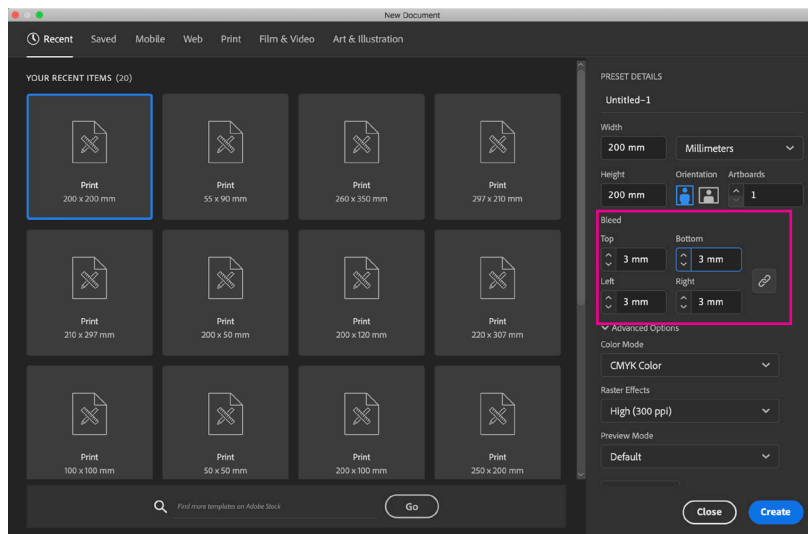 New Document
Recent Saved Mobile Web Print Film & Video Art & Illustration
YOUR RECENT ITEMS (20)
Print
200 x 200 mm
Print
55 x 90 mm
Print
260 x 350 mm
Print
297 x 210 mm
Print
210 x 297 mm
Print
200 x 50 mm
Print
200 x 120 mm
Print
220 x 307 mm
Print
100 x 100 mm
Print
50 x 50 mm
Print
200 x 100 mm
Print
250 x 200 mm
Find more templates on Adobe Stock
Go
PRESET DETAILS
Untitled-1
Width
200 mm Millimeters
Height Orientation Artboards
200 mm 1
Bleed
Top Bottom
3 mm 3 mm
Left Right
3 mm 3 mm
Advanced Options
Color Mode
CMYK Color
Raster Effects
High (300 ppi)
Preview Mode
Default
Close Create